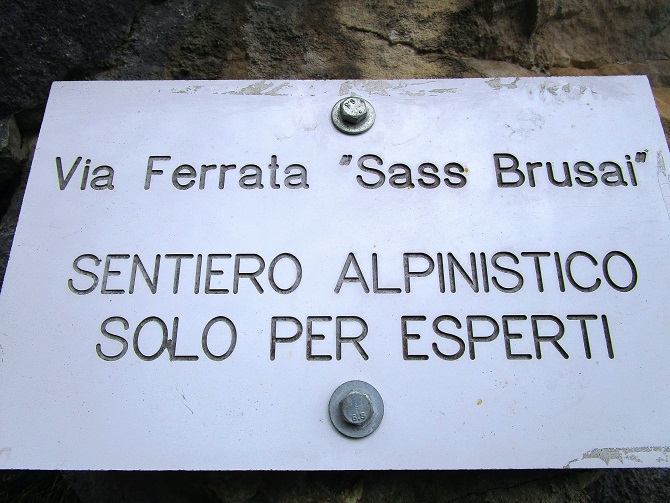 Via Ferrata "Sass Brusai"
SENTIERO ALPINISTICO
SOLO PER ESPERTI